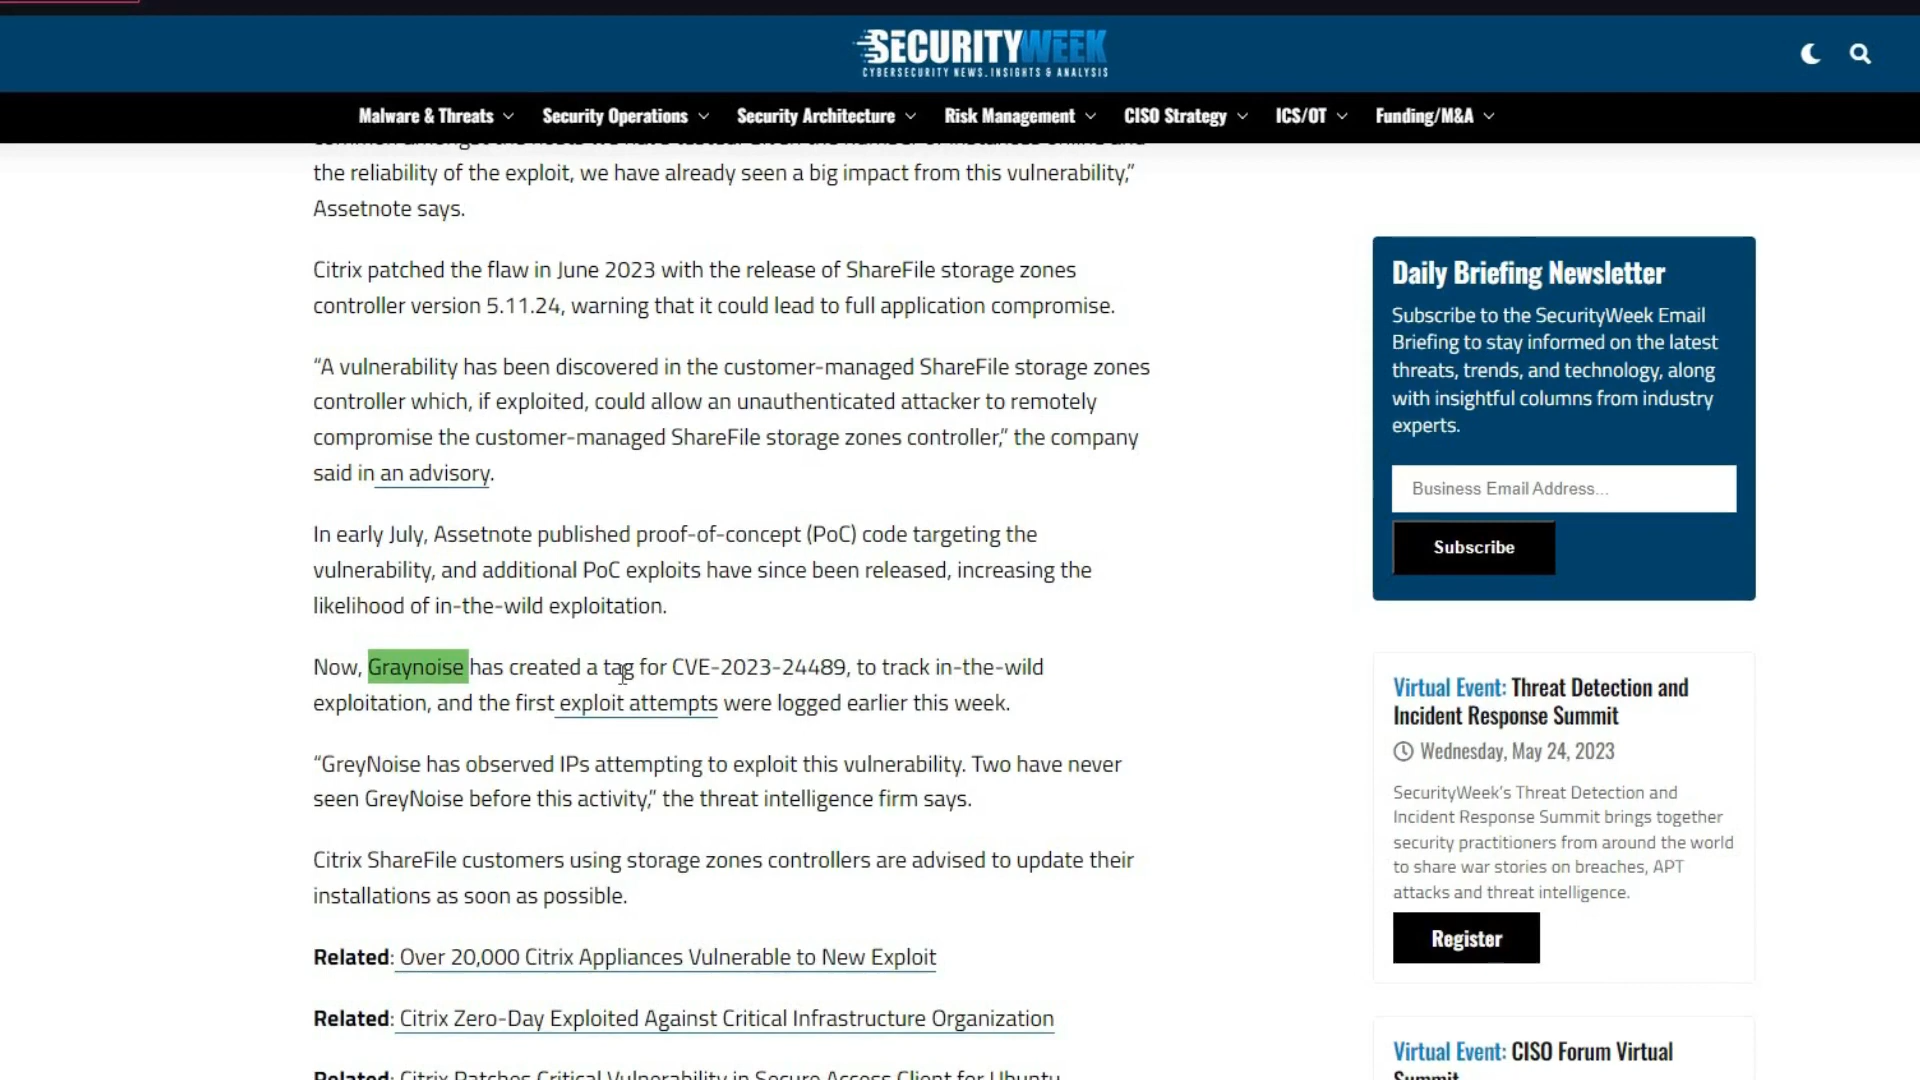 SECURITYWEEK
CYBERSECURITY NEWS, INSIGHTS & ANALYSIS
Malware & Threats
Security Operations
Security Architecture
Risk Management
CISO Strategy
ICS/OT
Funding/M&A
the reliability of the exploit, we have already seen a big impact from this vulnerability,”
Assetnote says.
Citrix patched the flaw in June 2023 with the release of ShareFile storage zones
controller version 5.11.24, warning that it could lead to full application compromise.
“A vulnerability has been discovered in the customer-managed ShareFile storage zones
controller which, if exploited, could allow an unauthenticated attacker to remotely
compromise the customer-managed ShareFile storage zones controller,” the company
said in an advisory.
In early July, Assetnote published proof-of-concept (PoC) code targeting the
vulnerability, and additional PoC exploits have since been released, increasing the
likelihood of in-the-wild exploitation.
Now, Graynoise has created a tag for CVE-2023-24489, to track in-the-wild
exploitation, and the first exploit attempts were logged earlier this week.
“GreyNoise has observed IPs attempting to exploit this vulnerability. Two have never
seen GreyNoise before this activity,” the threat intelligence firm says.
Citrix ShareFile customers using storage zones controllers are advised to update their
installations as soon as possible.
Related: Over 20,000 Citrix Appliances Vulnerable to New Exploit
Related: Citrix Zero-Day Exploited Against Critical Infrastructure Organization
Related: Citrix Patches Critical Vulnerability in Secure Access Client for Ubuntu
Daily Briefing Newsletter
Subscribe to the SecurityWeek Email
Briefing to stay informed on the latest
threats, trends, and technology, along
with insightful columns from industry
experts.
Business Email Address...
Subscribe
Virtual Event: Threat Detection and
Incident Response Summit
Wednesday, May 24, 2023
SecurityWeek’s Threat Detection and
Incident Response Summit brings together
security practitioners from around the world
to share war stories on breaches, APT
attacks and threat intelligence.
Register
Virtual Event: CISO Forum Virtual
Summit